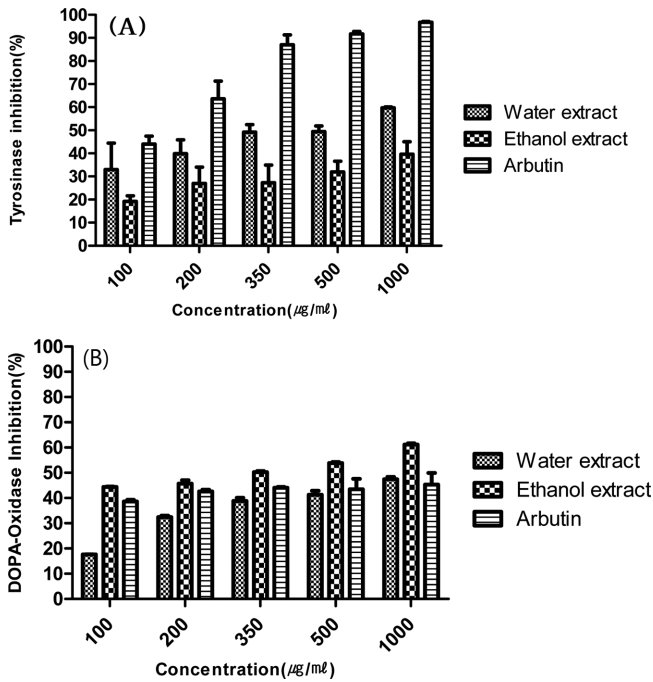 (A)
Tyrosinase inhibition(%)
100
90
80
70
60
50
40
30
20
10
0
100 200 350 500 1000
Concentration(㎍/㎖)
Water extract
Ethanol extract
Arbutin
(B)
DOPA-Oxidase Inhibition(%)
100
90
80
70
60
50
40
30
20
10
0
100 200 350 500 1000
Concentration(㎍/㎖)
Water extract
Ethanol extract
Arbutin